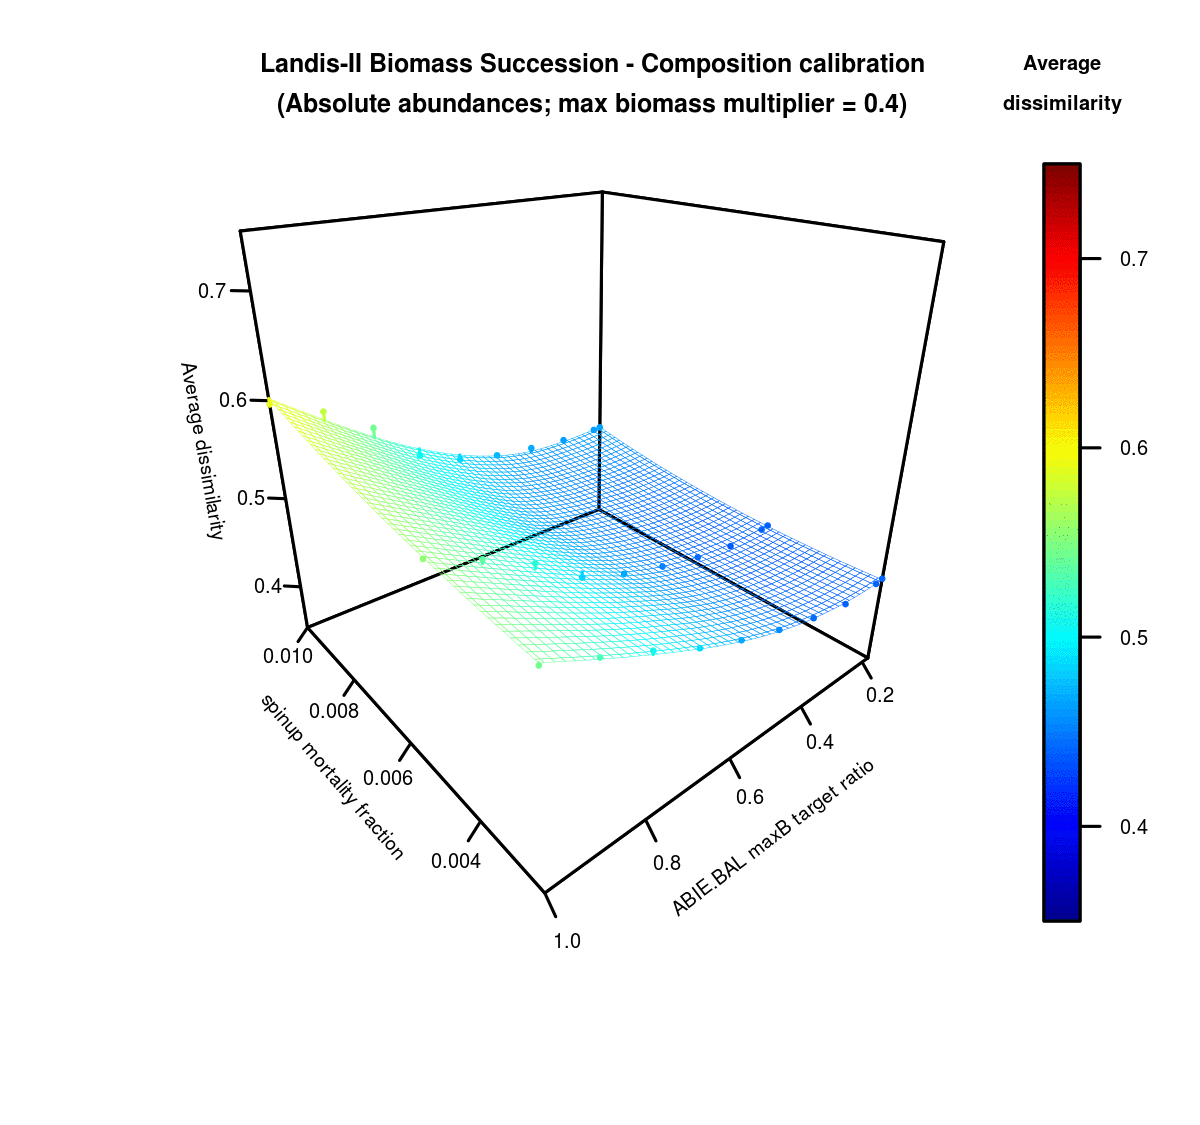 Landis-II Biomass Succession - Composition calibration
(Absolute abundances; max biomass multiplier = 0.4)
Average
dissimilarity
0.7
0.6
0.5
0.4
Average dissimilarity
0.010
0.008
0.006
0.004
spinup mortality fraction
1.0
0.8
0.6
0.4
0.2
ABIE.BAL maxB target ratio
0.7
0.6
0.5
0.4